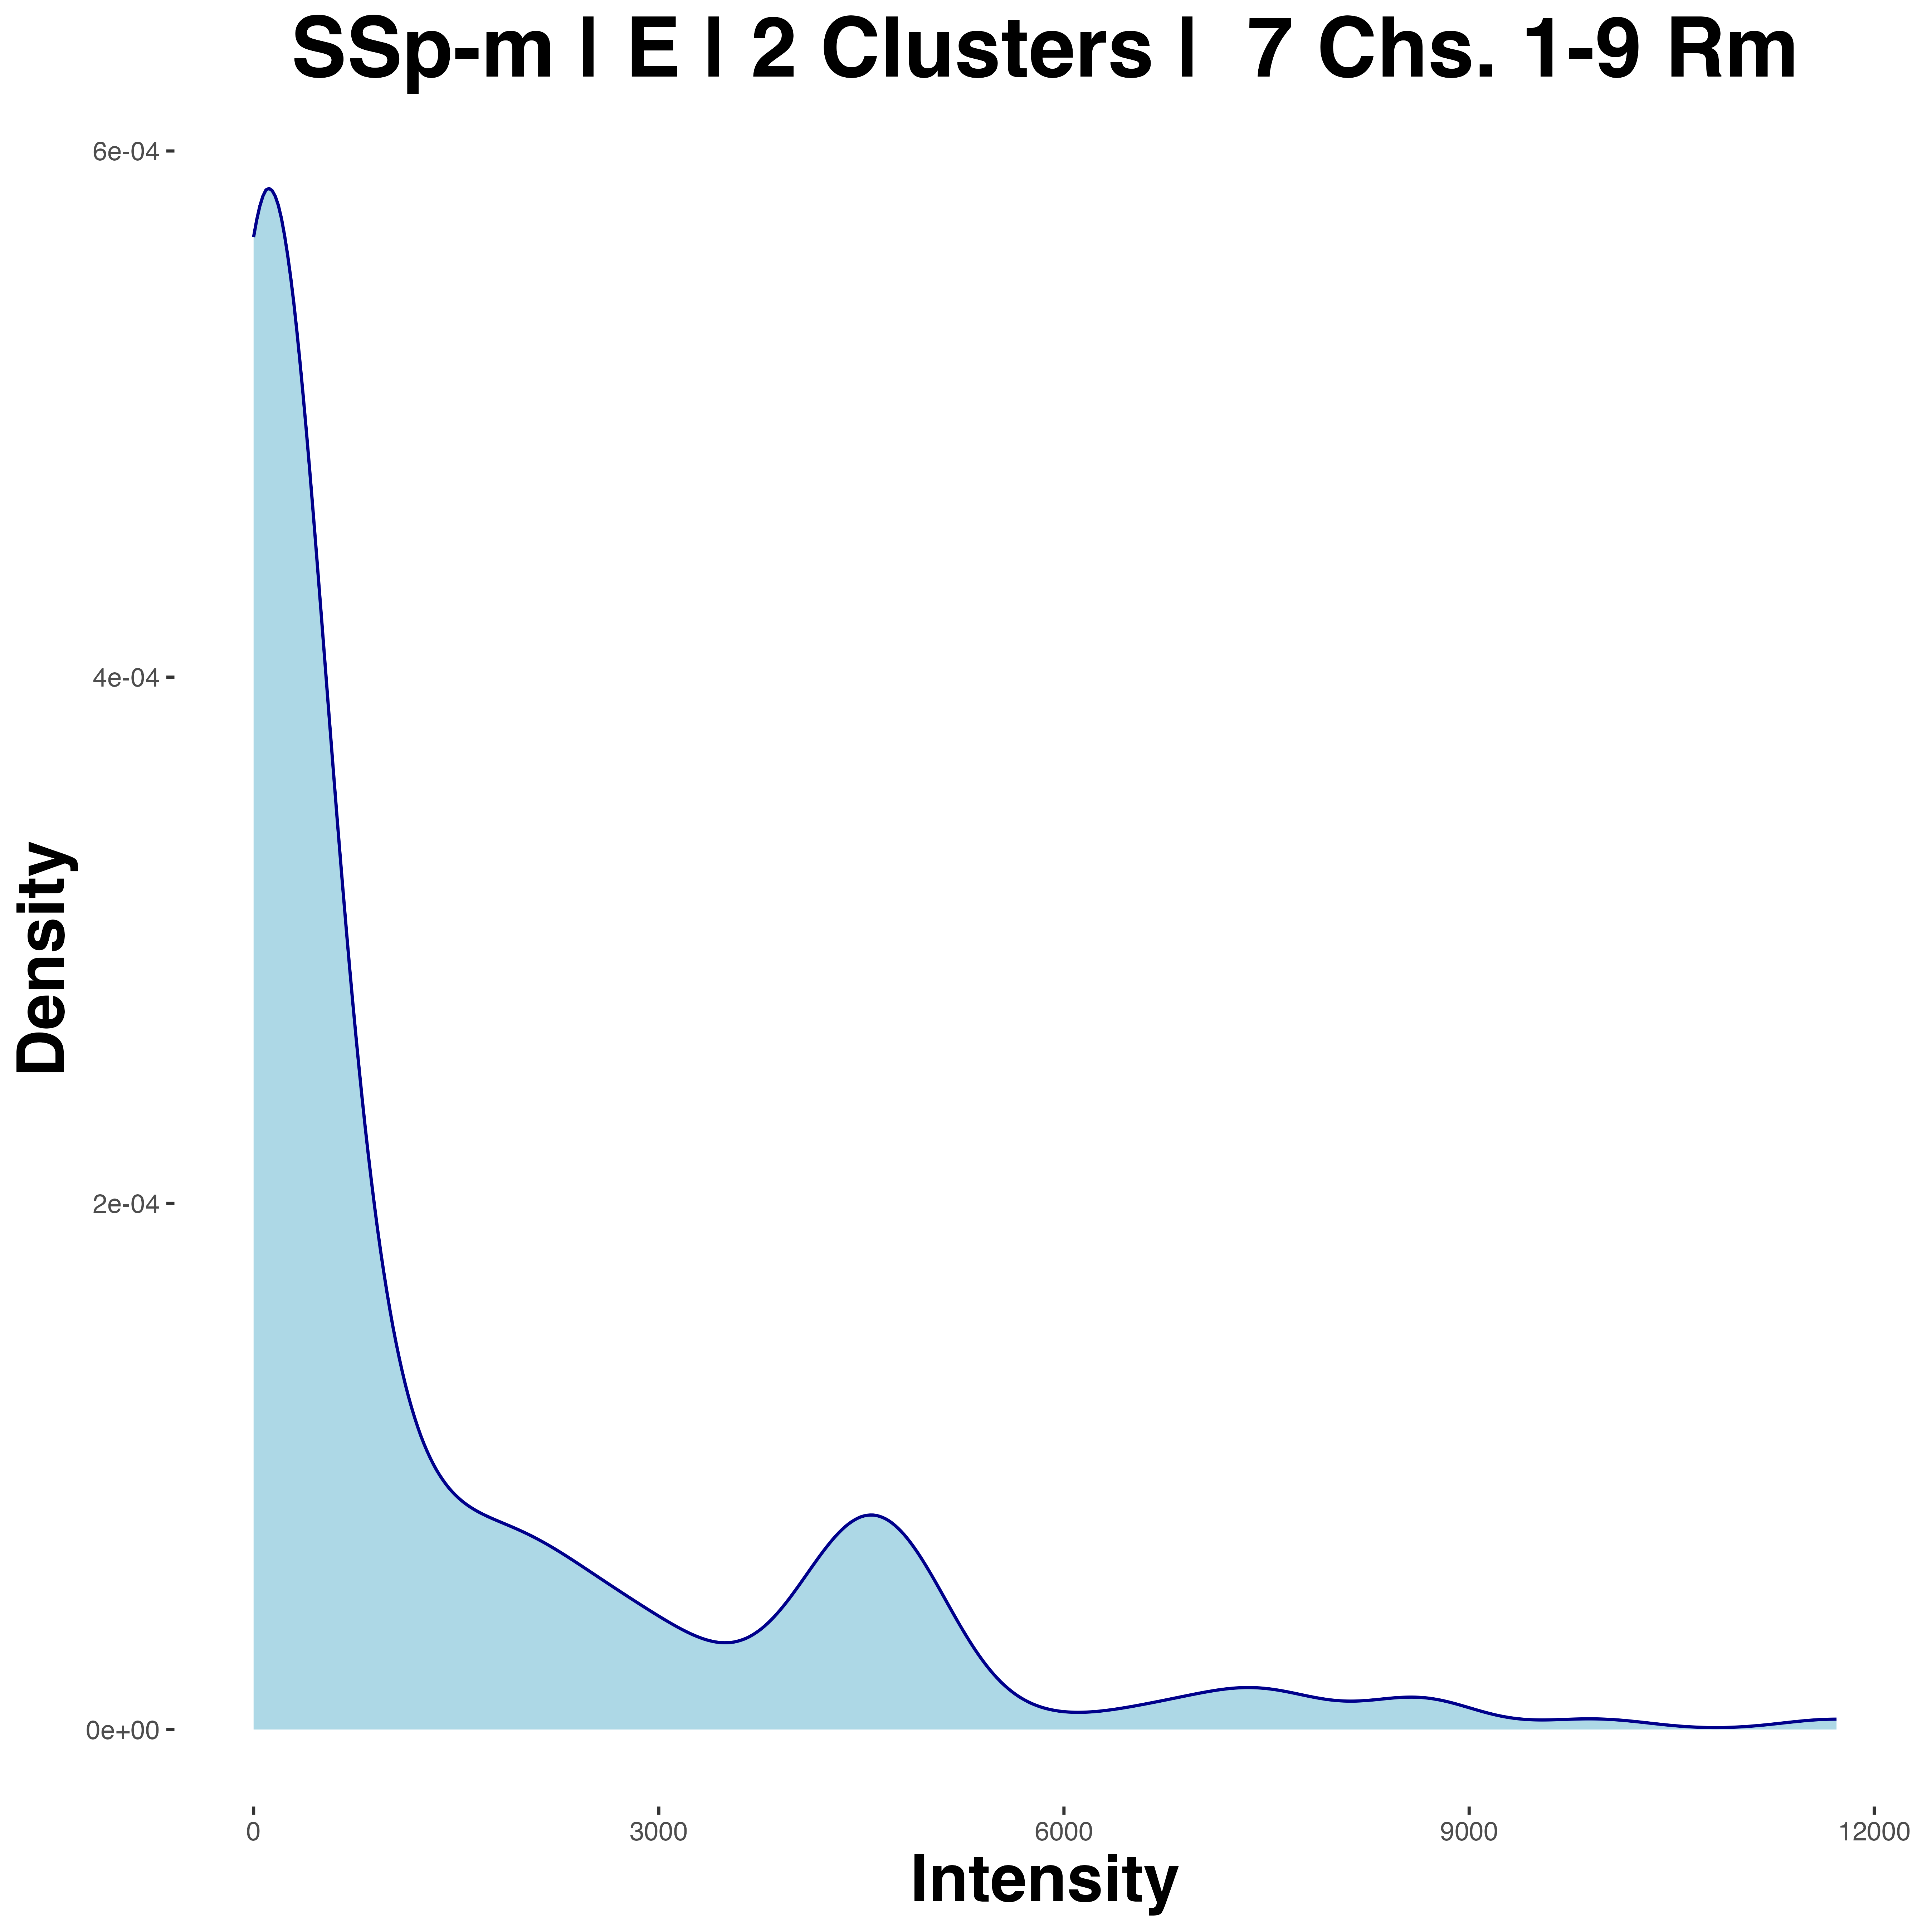 SSp-m | E | 2 Clusters |  7 Chs. 1-9 Rm
6e-04
4e-04
2e-04
0e+00
Density
0 3000 6000 9000 12000
Intensity